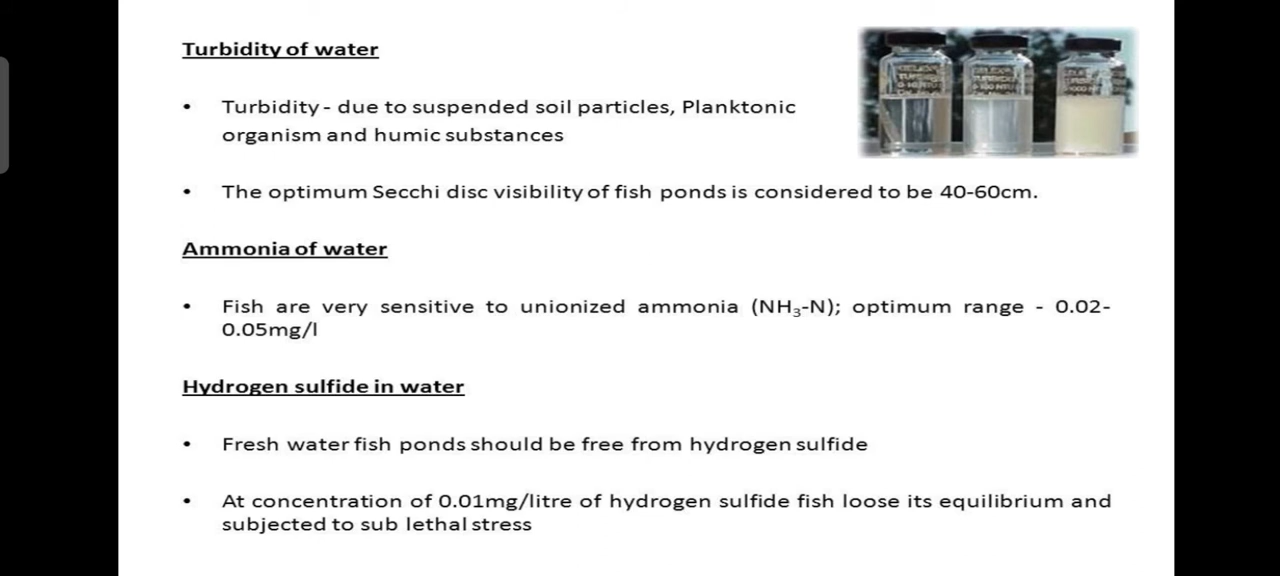 Turbidity of water
• Turbidity - due to suspended soil particles, Planktonic
organism and humic substances
• The optimum Secchi disc visibility of fish ponds is considered to be 40-60cm.
Ammonia of water
• Fish are very sensitive to unionized ammonia (NH₃-N); optimum range - 0.02-
0.05mg/l
Hydrogen sulfide in water
• Fresh water fish ponds should be free from hydrogen sulfide
• At concentration of 0.01mg/litre of hydrogen sulfide fish loose its equilibrium and
subjected to sub lethal stress